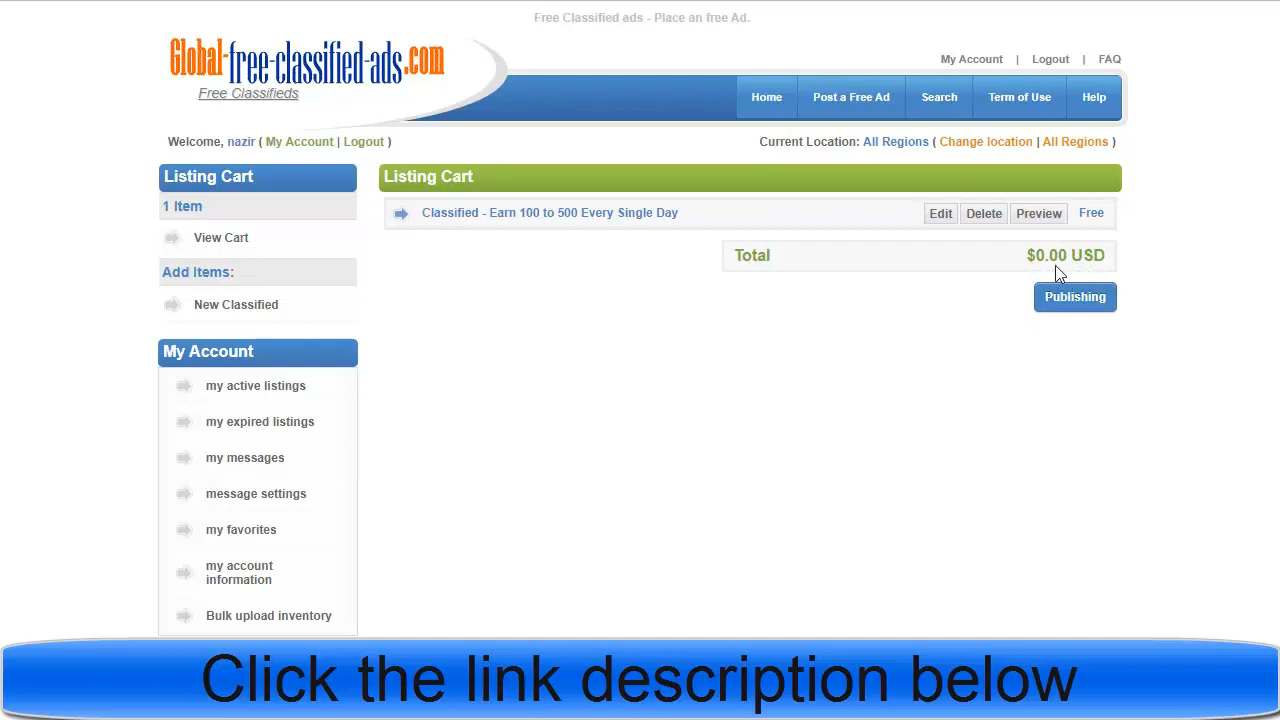 Free Classified ads - Place an free Ad.
Global-free-classified-ads.com
Free Classifieds
My Account | Logout | FAQ
Home Post a Free Ad Search Term of Use Help
Welcome, nazir ( My Account | Logout )
Current Location: All Regions ( Change location | All Regions )
Listing Cart
1 Item
View Cart
Add Items:
New Classified
My Account
my active listings
my expired listings
my messages
message settings
my favorites
my account
information
Bulk upload inventory
Listing Cart
Classified - Earn 100 to 500 Every Single Day Edit Delete Preview Free
Total $0.00 USD
Publishing
Click the link description below